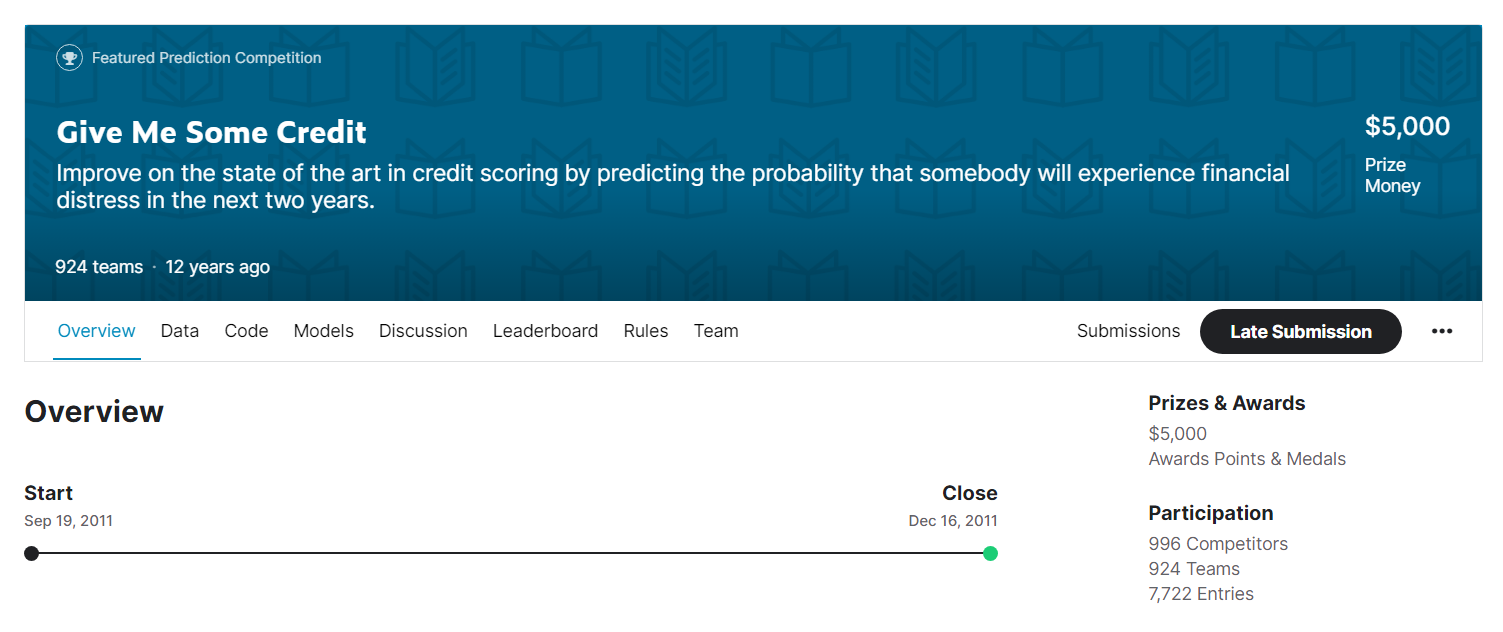 Featured Prediction Competition
Give Me Some Credit
Improve on the state of the art in credit scoring by predicting the probability that somebody will experience financial
distress in the next two years.
$5,000
Prize
Money
924 teams · 12 years ago
Overview Data Code Models Discussion Leaderboard Rules Team Submissions Late Submission •••
Overview
Start
Sep 19, 2011
Close
Dec 16, 2011
Prizes & Awards
$5,000
Awards Points & Medals
Participation
996 Competitors
924 Teams
7,722 Entries